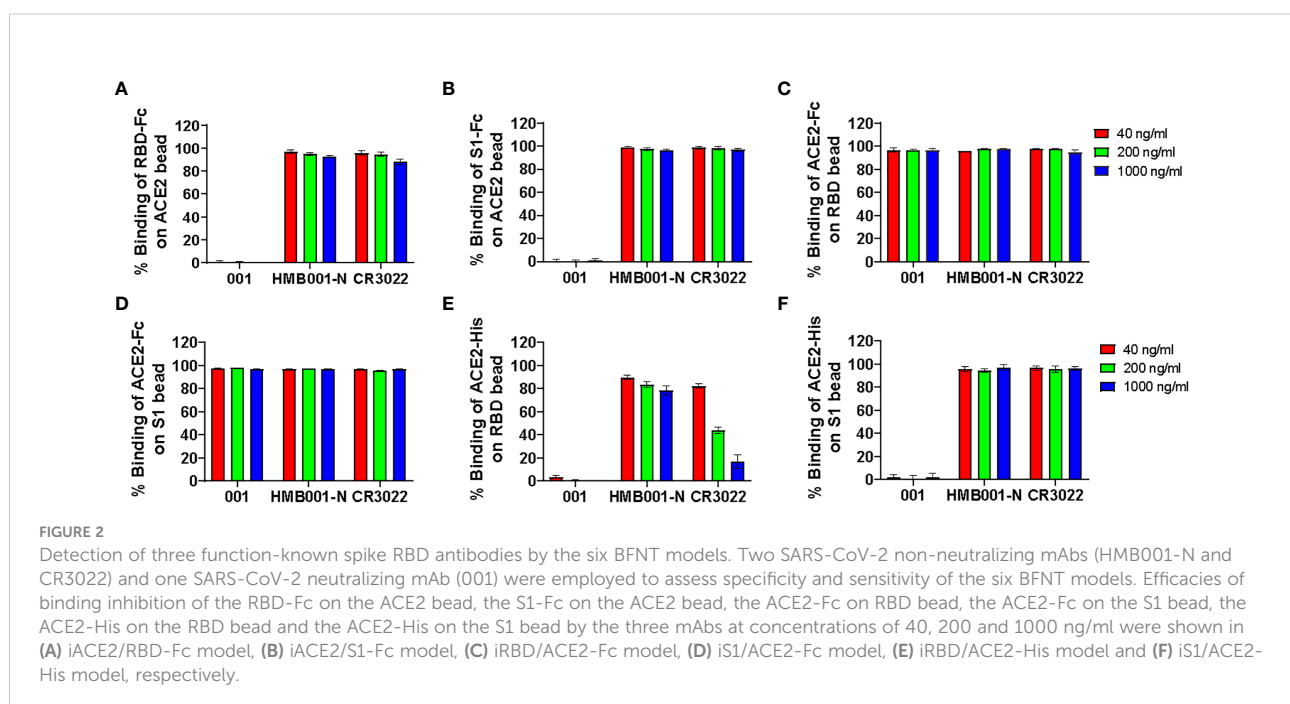 A
% Binding of RBD-Fc
on ACE2 bead
120
100
80
60
40
20
0
001 HMB001-N CR3022
B
% Binding of S1-Fc
on ACE2 bead
120
100
80
60
40
20
0
001 HMB001-N CR3022
C
% Binding of ACE2-Fc
on RBD bead
120
100
80
60
40
20
0
001 HMB001-N CR3022
40 ng/ml
200 ng/ml
1000 ng/ml
D
% Binding of ACE2-Fc
on S1 bead
120
100
80
60
40
20
0
001 HMB001-N CR3022
E
% Binding of ACE2-His
on RBD bead
120
100
80
60
40
20
0
001 HMB001-N CR3022
F
% Binding of ACE2-His
on S1 bead
120
100
80
60
40
20
0
001 HMB001-N CR3022
40 ng/ml
200 ng/ml
1000 ng/ml
FIGURE 2
Detection of three function-known spike RBD antibodies by the six BFNT models. Two SARS-CoV-2 non-neutralizing mAbs (HMB001-N and
CR3022) and one SARS-CoV-2 neutralizing mAb (001) were employed to assess specificity and sensitivity of the six BFNT models. Efficacies of
binding inhibition of the RBD-Fc on the ACE2 bead, the S1-Fc on the ACE2 bead, the ACE2-Fc on RBD bead, the ACE2-Fc on the S1 bead, the
ACE2-His on the RBD bead and the ACE2-His on the S1 bead by the three mAbs at concentrations of 40, 200 and 1000 ng/ml were shown in
(A) iACE2/RBD-Fc model, (B) iACE2/S1-Fc model, (C) iRBD/ACE2-Fc model, (D) iS1/ACE2-Fc model, (E) iRBD/ACE2-His model and (F) iS1/ACE2-
His model, respectively.